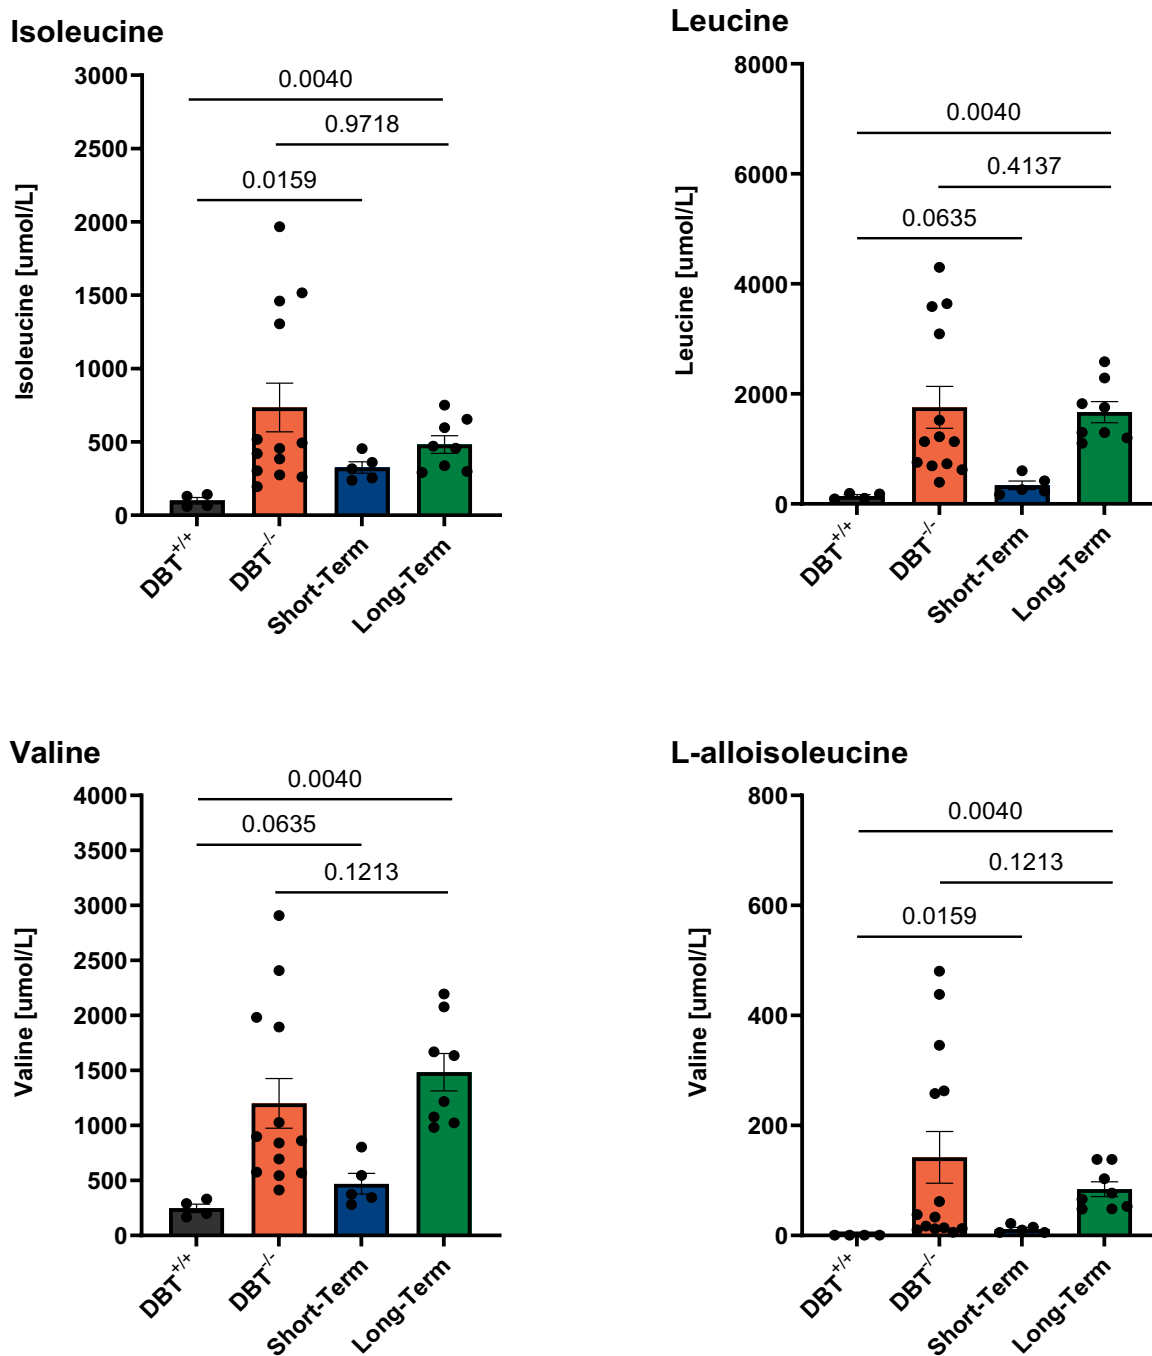 Isoleucine
Isoleucine [umol/L]
3000
2500
2000
1500
1000
500
0
0.0040
0.9718
0.0159
DBT+/+
DBT-/-
Short-Term
Long-Term
Leucine
Leucine [umol/L]
8000
6000
4000
2000
0
0.0040
0.4137
0.0635
DBT+/+
DBT-/-
Short-Term
Long-Term
Valine
Valine [umol/L]
4000
3500
3000
2500
2000
1500
1000
500
0
0.0040
0.0635
0.1213
DBT+/+
DBT-/-
Short-Term
Long-Term
L-alloisoleucine
Valine [umol/L]
800
600
400
200
0
0.0040
0.1213
0.0159
DBT+/+
DBT-/-
Short-Term
Long-Term